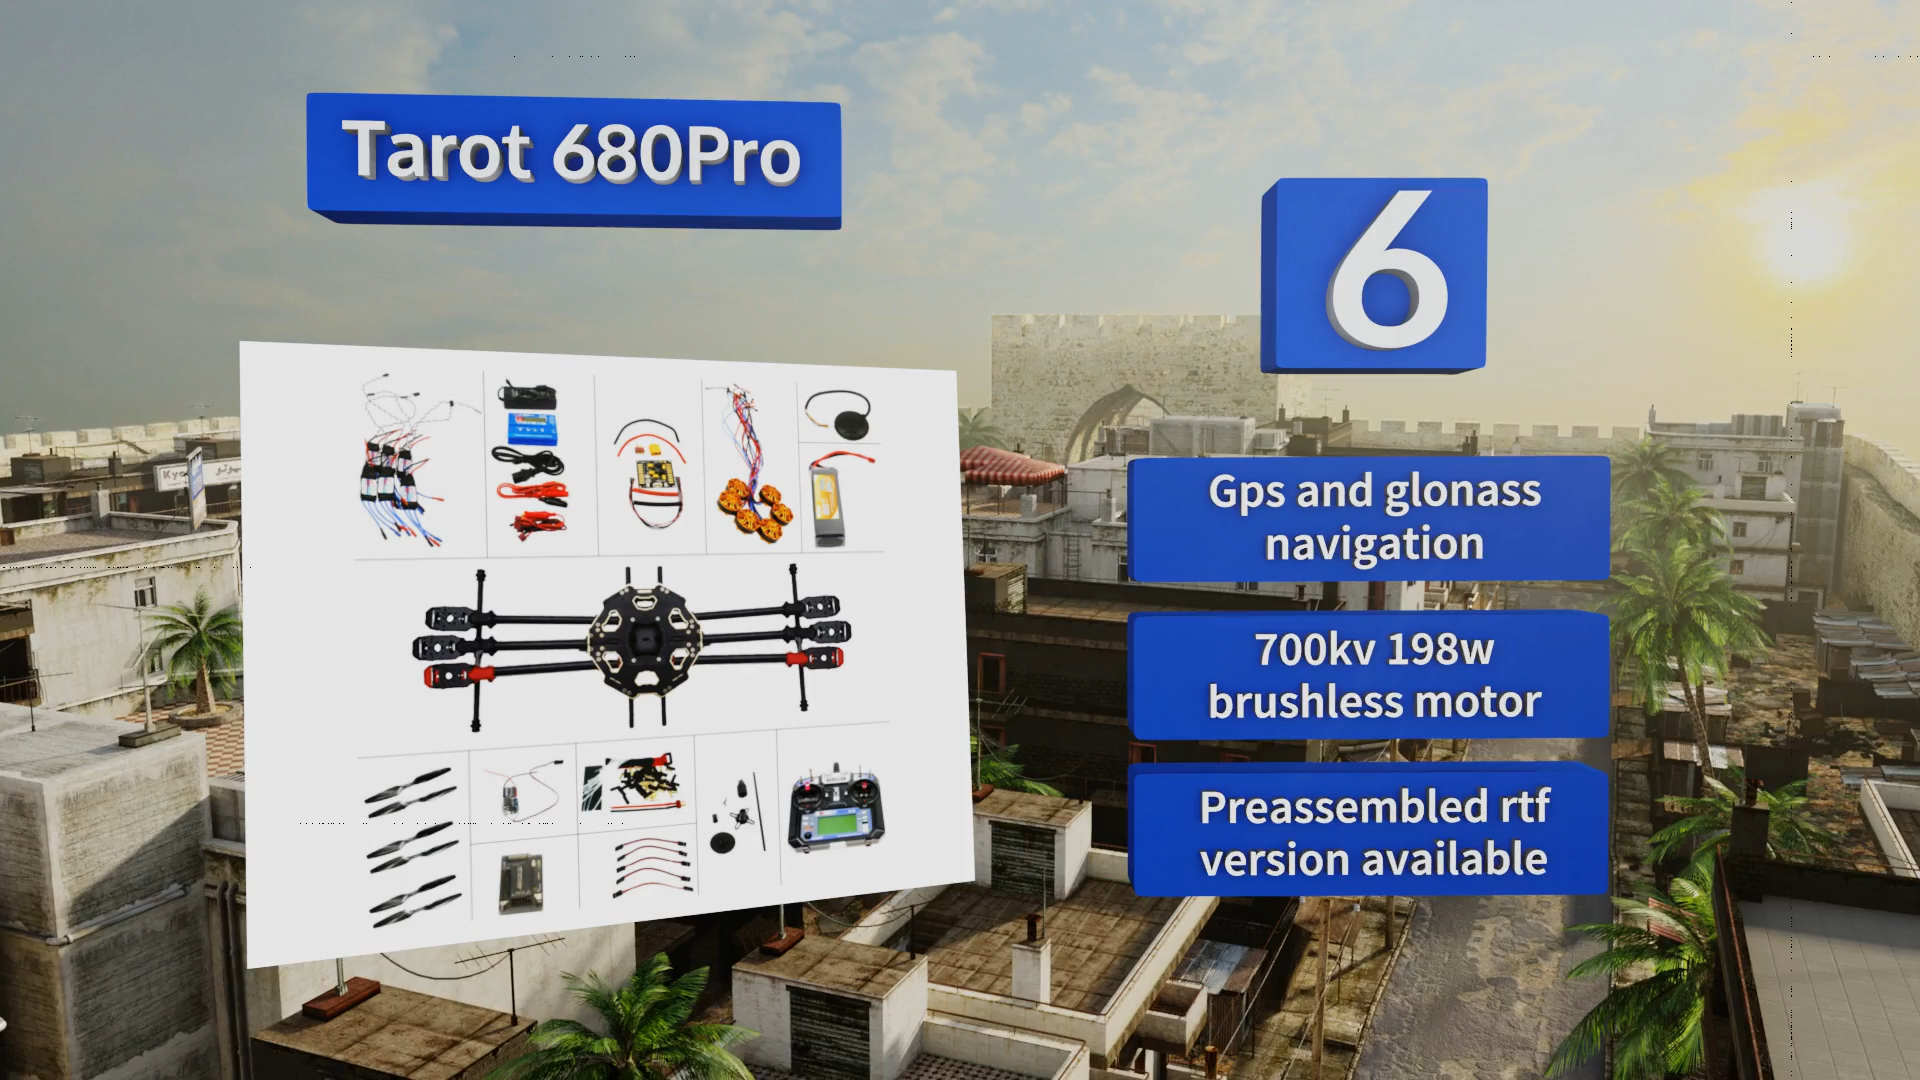 Tarot 680Pro
6
Gps and glonass
navigation
700kv 198w
brushless motor
Preassembled rtf
version available